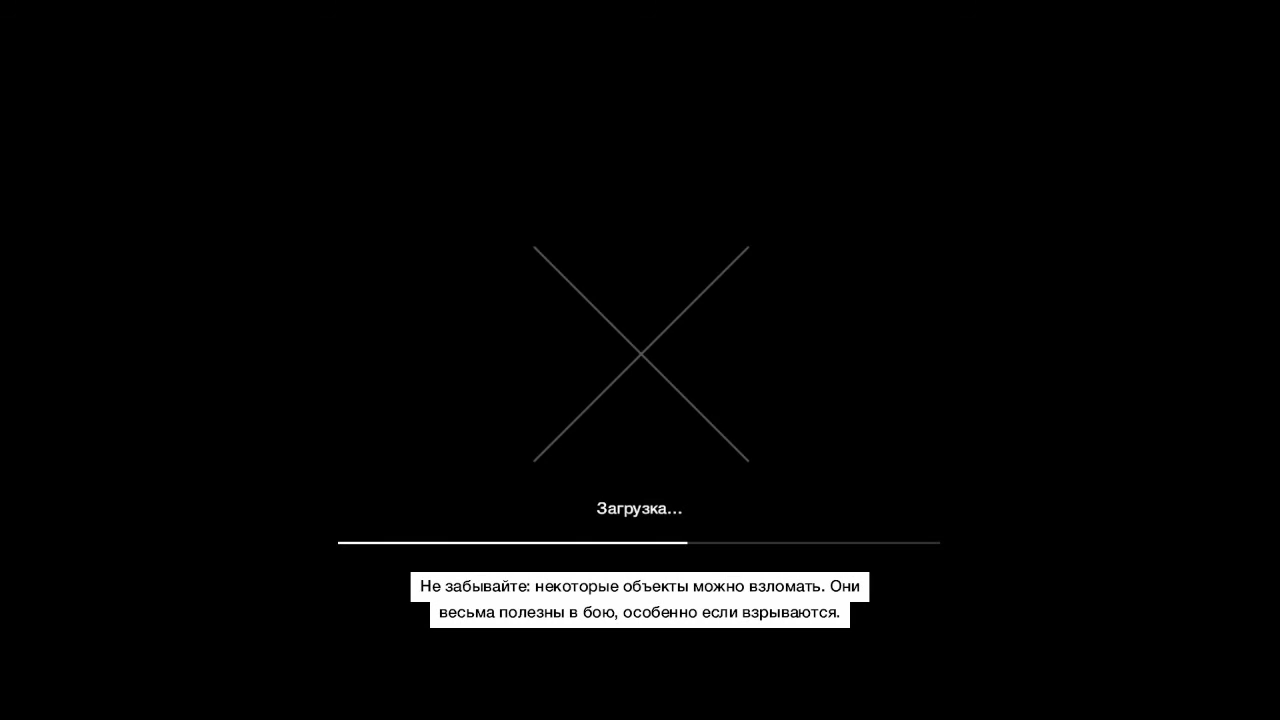 Загрузка...
Не забывайте: некоторые объекты можно взломать. Они
весьма полезны в бою, особенно если взрываются.